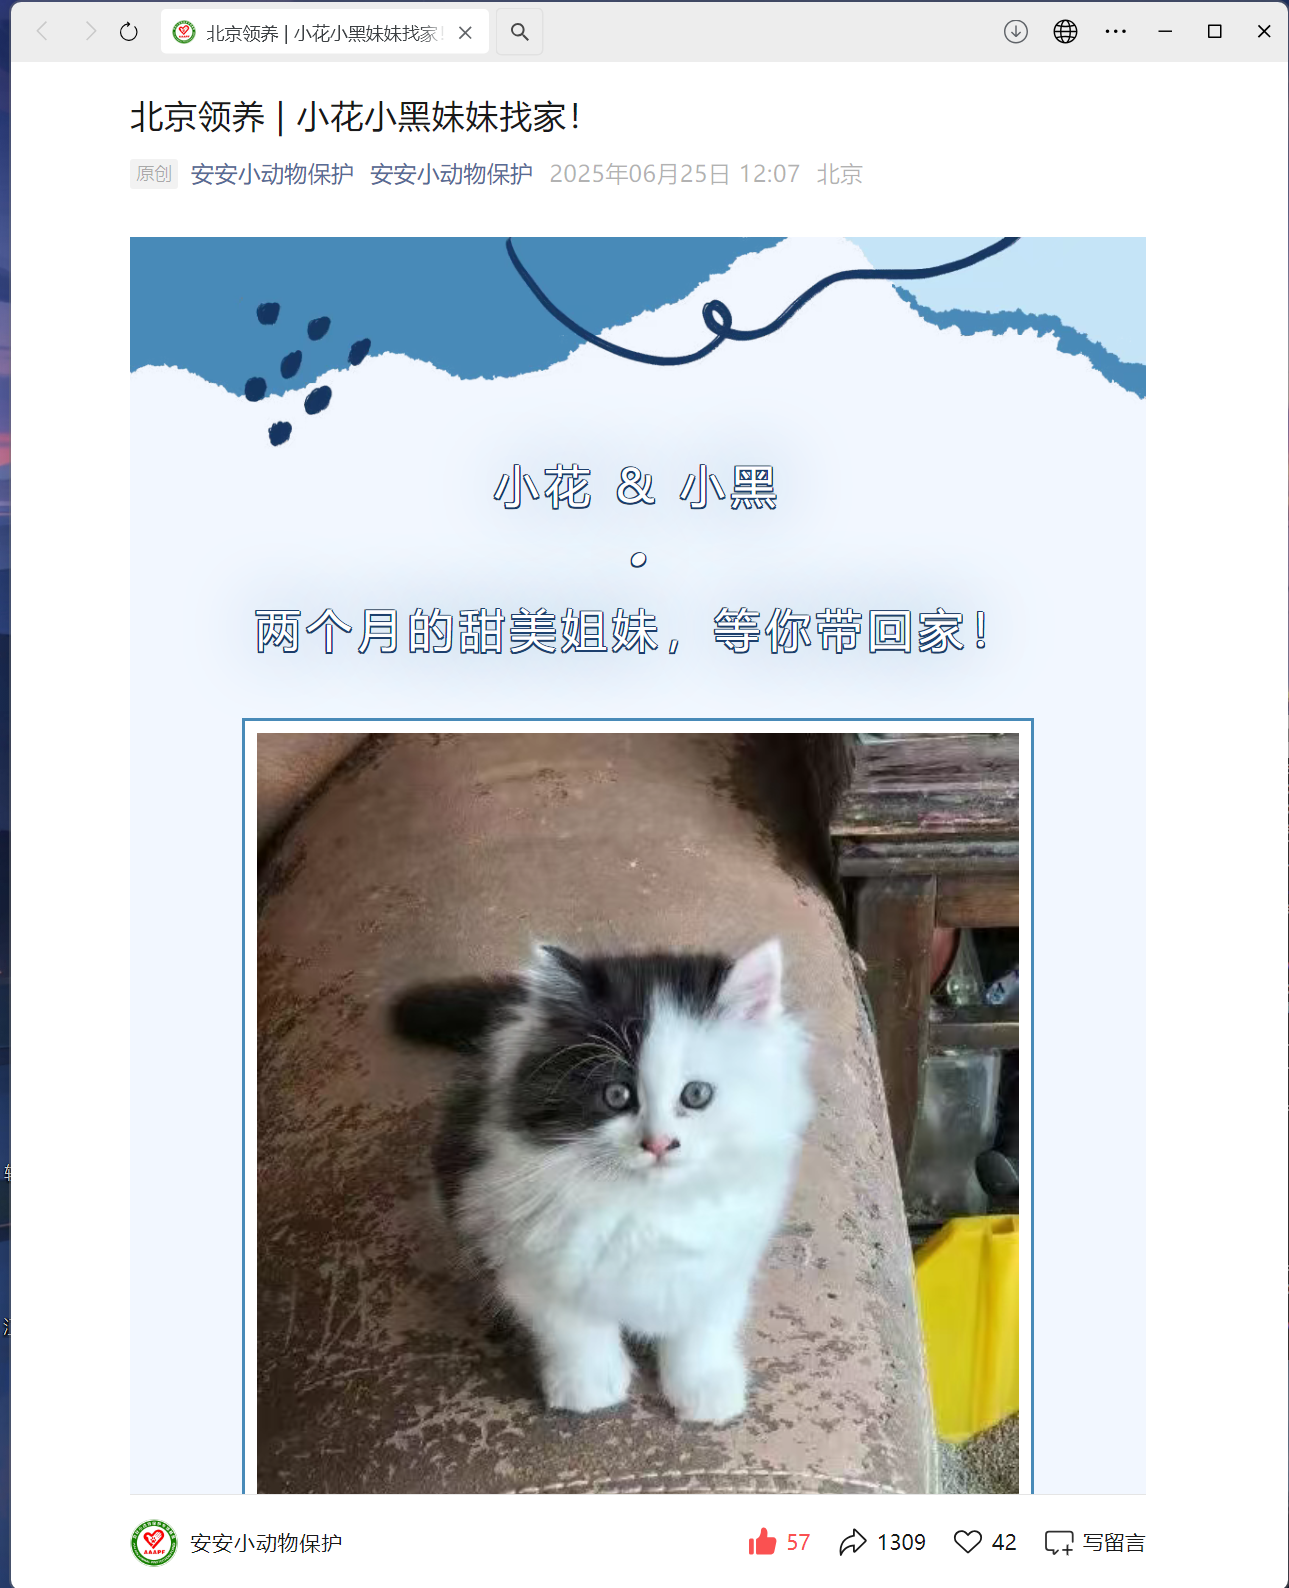 北京领养 | 小花小黑妹妹找家!
北京领养 | 小花小黑妹妹找家!
原创 安安小动物保护 安安小动物保护 2025年06月25日 12:07 北京
小花 & 小黑
两个月的甜美姐妹，等你带回家！
安安小动物保护
57 1309 42 写留言